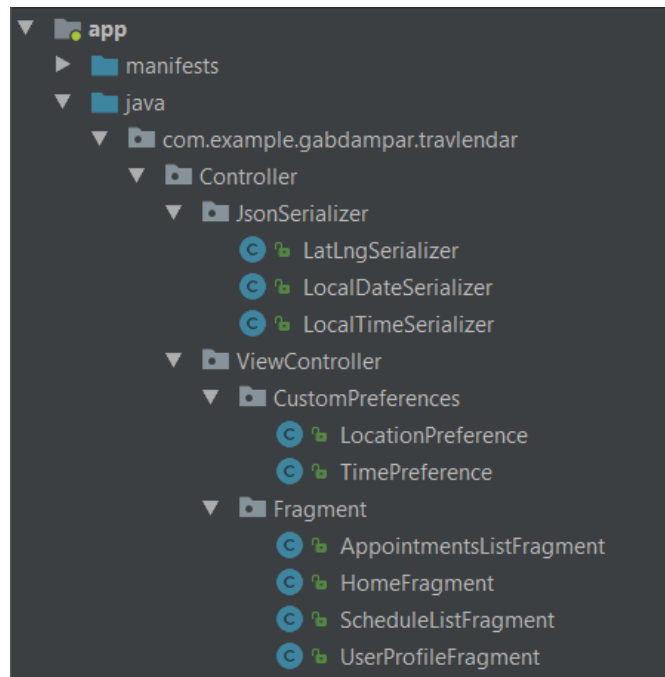 app
manifests
java
com.example.gabdampar.travlendar
Controller
JsonSerializer
C LatLngSerializer
C LocalDateSerializer
C LocalTimeSerializer
ViewController
CustomPreferences
C LocationPreference
C TimePreference
Fragment
C AppointmentsListFragment
C HomeFragment
C ScheduleListFragment
C UserProfileFragment